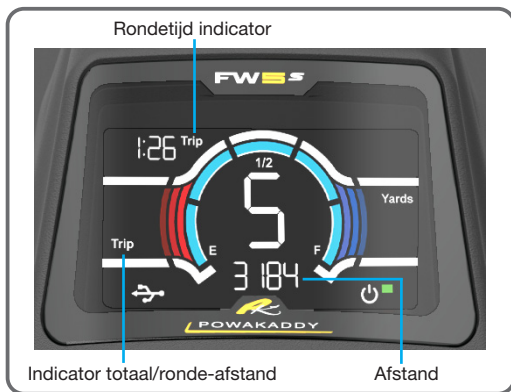 Rondetijd indicator
FW5s
1:26 Trip
1/2
5
Yards
Trip
E
F
3184
POWAKADDY
Indicator totaal/ronde-afstand
Afstand